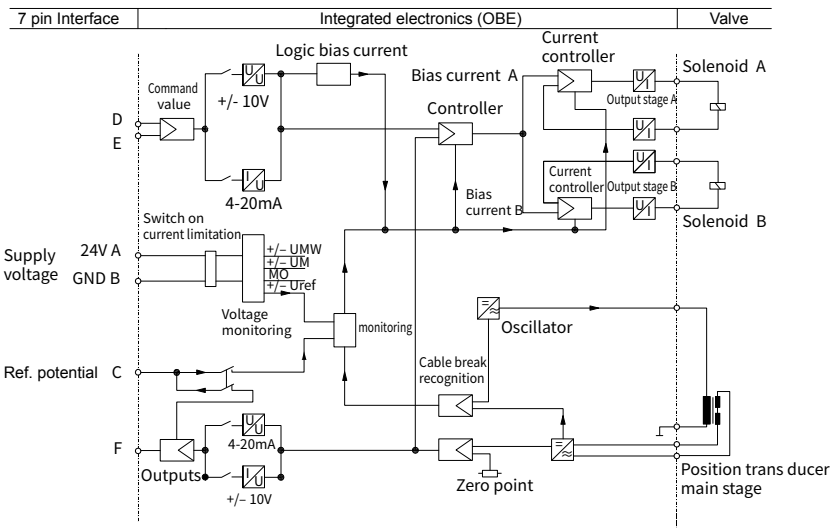 7 pin Interface
Integrated electronics (OBE)
Valve
Logic bias current
Current
controller
Solenoid A
Bias current A
U
U
U
I
Command
value
+/- 10V
Output stage A
Controller
D
E
U
I
I
U
U
I
4-20mA
Current
controller
Output stage B
Bias
current B
U
I
Solenoid B
Switch on
current limitation
Supply
voltage
24V A
GND B
+/– UMW
+/– UM
MO
+/– Uref
Voltage
monitoring
monitoring
Oscillator
Cable break
recognition
Ref. potential
C
F
U
U
4-20mA
Outputs
I
U
+/– 10V
Zero point
Position trans ducer
main stage